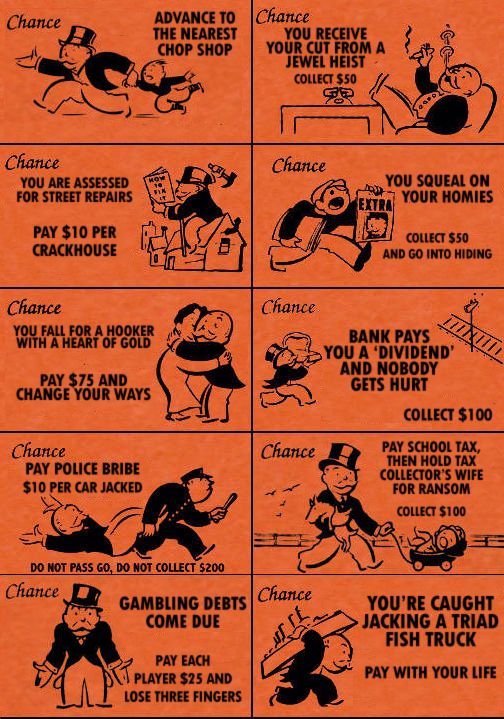 Chance
ADVANCE TO
THE NEAREST
CHOP SHOP
Chance
YOU RECEIVE
YOUR CUT FROM A
JEWEL HEIST
COLLECT $50
Chance
YOU ARE ASSESSED
FOR STREET REPAIRS
PAY $10 PER
CRACKHOUSE
HOW
TO
FIX
IT
Chance
YOU SQUEAL ON
YOUR HOMIES
EXTRA
COLLECT $50
AND GO INTO HIDING
Chance
YOU FALL FOR A HOOKER
WITH A HEART OF GOLD
PAY $75 AND
CHANGE YOUR WAYS
Chance
BANK PAYS
YOU A 'DIVIDEND'
AND NOBODY
GETS HURT
COLLECT $100
Chance
PAY POLICE BRIBE
$10 PER CAR JACKED
DO NOT PASS GO, DO NOT COLLECT $200
Chance
PAY SCHOOL TAX,
THEN HOLD TAX
COLLECTOR'S WIFE
FOR RANSOM
COLLECT $100
Chance
GAMBLING DEBTS
COME DUE
PAY EACH
PLAYER $25 AND
LOSE THREE FINGERS
Chance
YOU'RE CAUGHT
JACKING A TRIAD
FISH TRUCK
PAY WITH YOUR LIFE